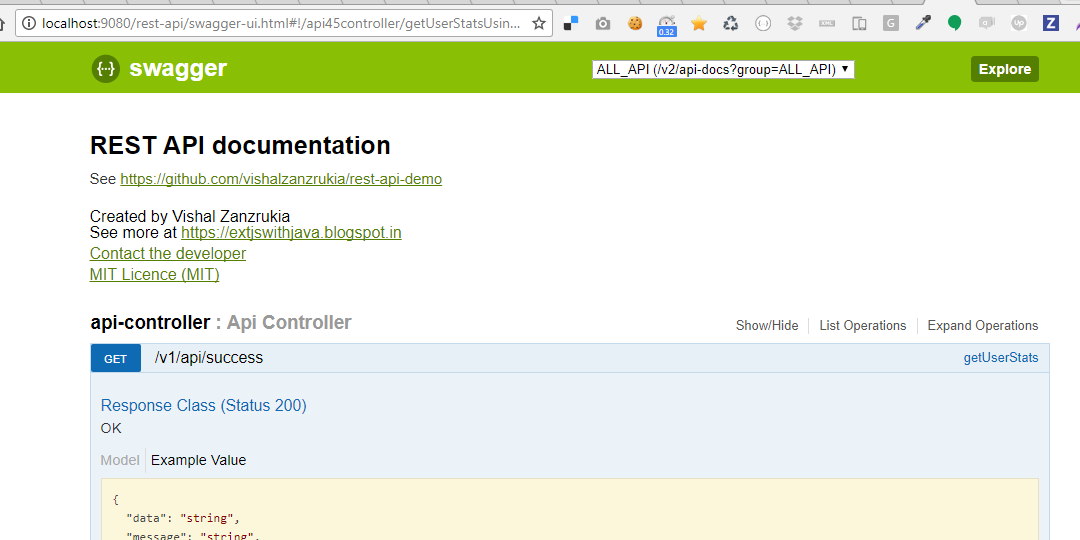 localhost:9080/rest-api/swagger-ui.html#!/api45controller/getUserStatsUsin...
0.32
XML
G
Up
Z
{··} swagger
ALL_API (/v2/api-docs?group=ALL_API)
Explore
REST API documentation
See https://github.com/vishalzanzrukia/rest-api-demo
Created by Vishal Zanzrukia
See more at https://extjswithjava.blogspot.in
Contact the developer
MIT Licence (MIT)
api-controller : Api Controller
Show/Hide
List Operations
Expand Operations
GET /v1/api/success
getUserStats
Response Class (Status 200)
OK
Model
Example Value
{
"data": "string",
"message": "string",